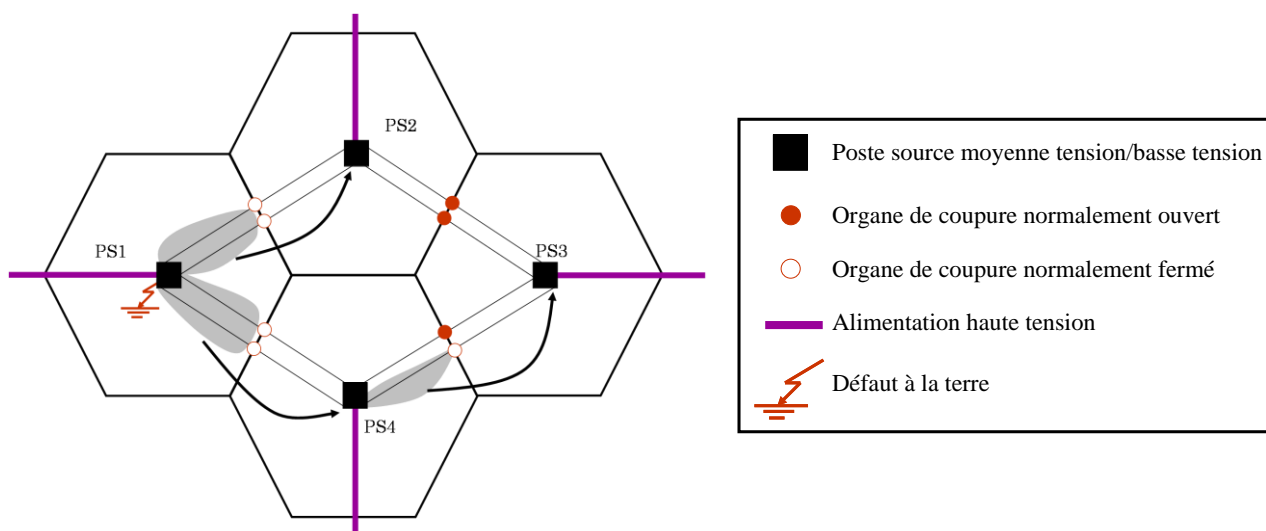 PS2
PS1
PS3
PS4
Poste source moyenne tension/basse tension
Organe de coupure normalement ouvert
Organe de coupure normalement fermé
Alimentation haute tension
Défaut à la terre